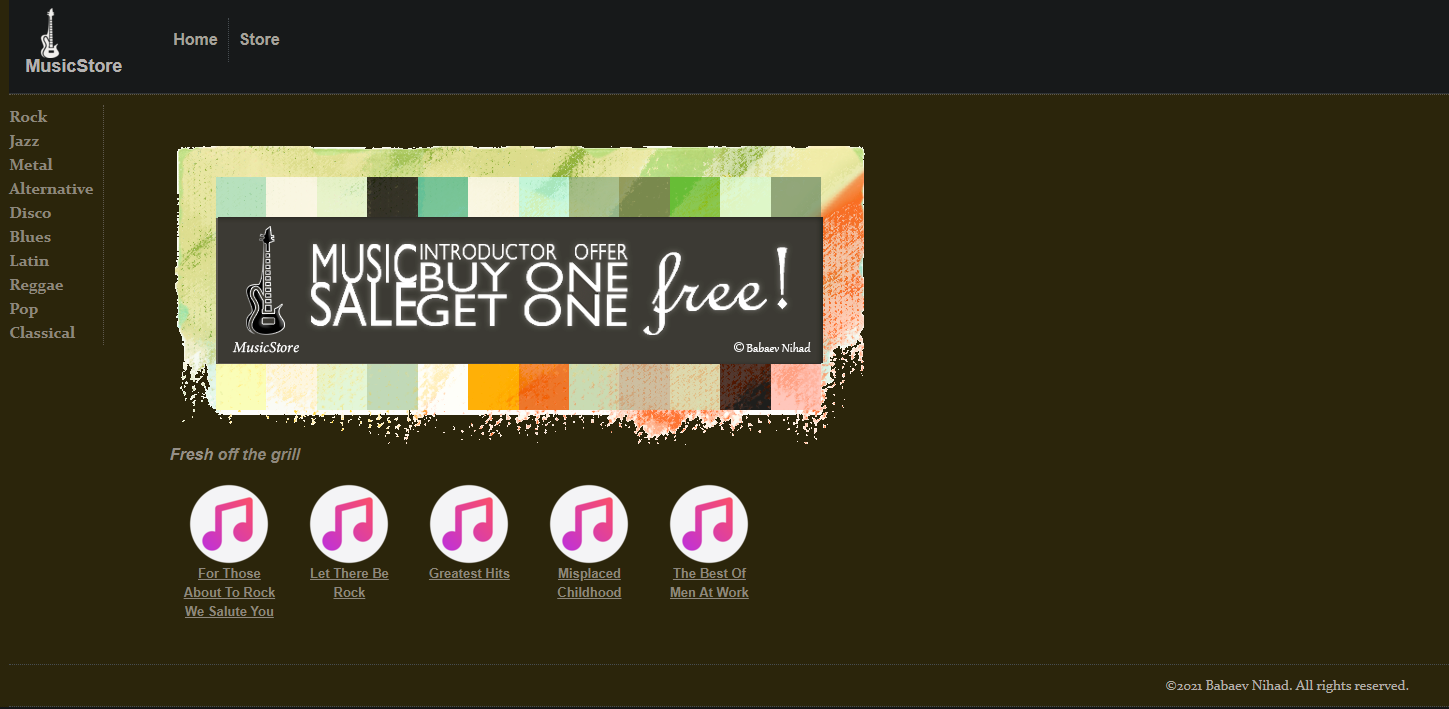 MusicStore
Home
Store
Rock
Jazz
Metal
Alternative
Disco
Blues
Latin
Reggae
Pop
Classical
MUSIC
SALE
INTRODUCTOR OFFER
BUY ONE
GET ONE
free!
MusicStore
© Babaev Nihad
Fresh off the grill
For Those
About To Rock
We Salute You
Let There Be
Rock
Greatest Hits
Misplaced
Childhood
The Best Of
Men At Work
©2021 Babaev Nihad. All rights reserved.